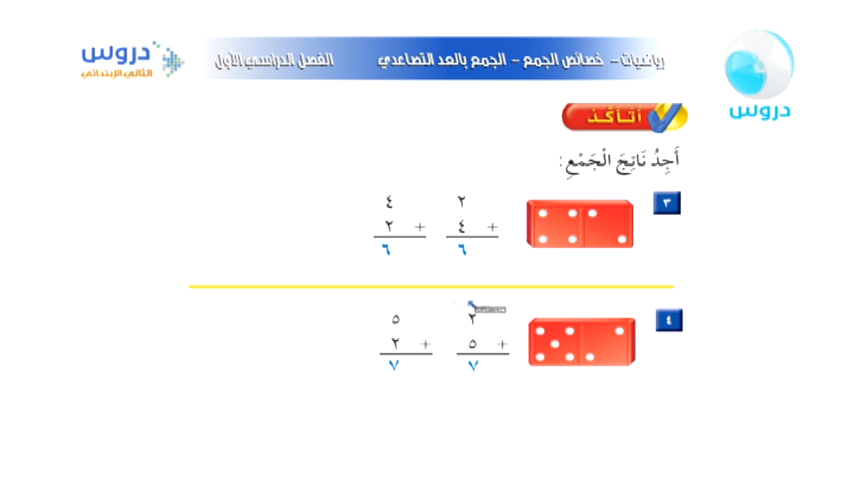 دروس
الثاني الإبتدائي
رياضيات - خصائص الجمع - الجمع بالعد التصاعدي
الفصل الدراسي الأول
دروس
أتأكد
أَجِدُ نَاتِجَ الْجَمْعِ:
٣
٢
+ ٤
٦
٤
+ ٢
٦
٤
٢
+ ٥
٧
٥
+ ٢
٧